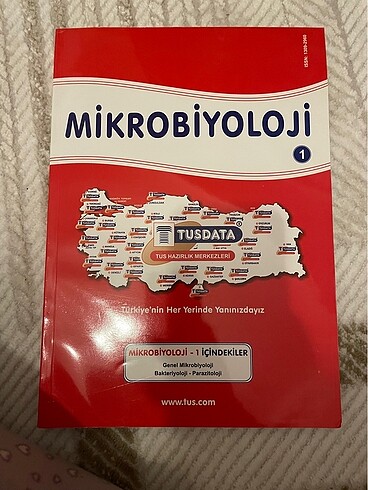 ISSN: 1309-2960
MİKROBİYOLOJİ
1
TUSDATA
TUS HAZIRLIK MERKEZLERİ
Türkiye'nin Her Yerinde Yanınızdayız
MİKROBİYOLOJİ - 1 İÇİNDEKİLER
Genel Mikrobiyoloji
Bakteriyoloji - Parazitoloji
www.tus.com